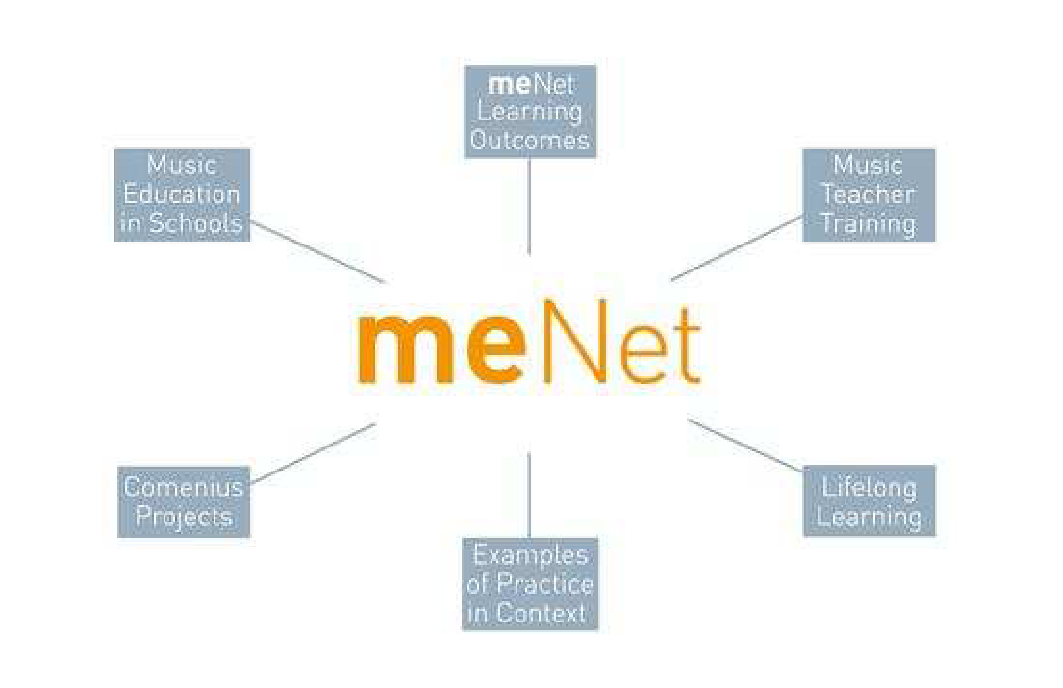 meNet
Learning
Outcomes
Music
Education
in Schools
Music
Teacher
Training
meNet
Comenius
Projects
Lifelong
Learning
Examples
of Practice
in Context